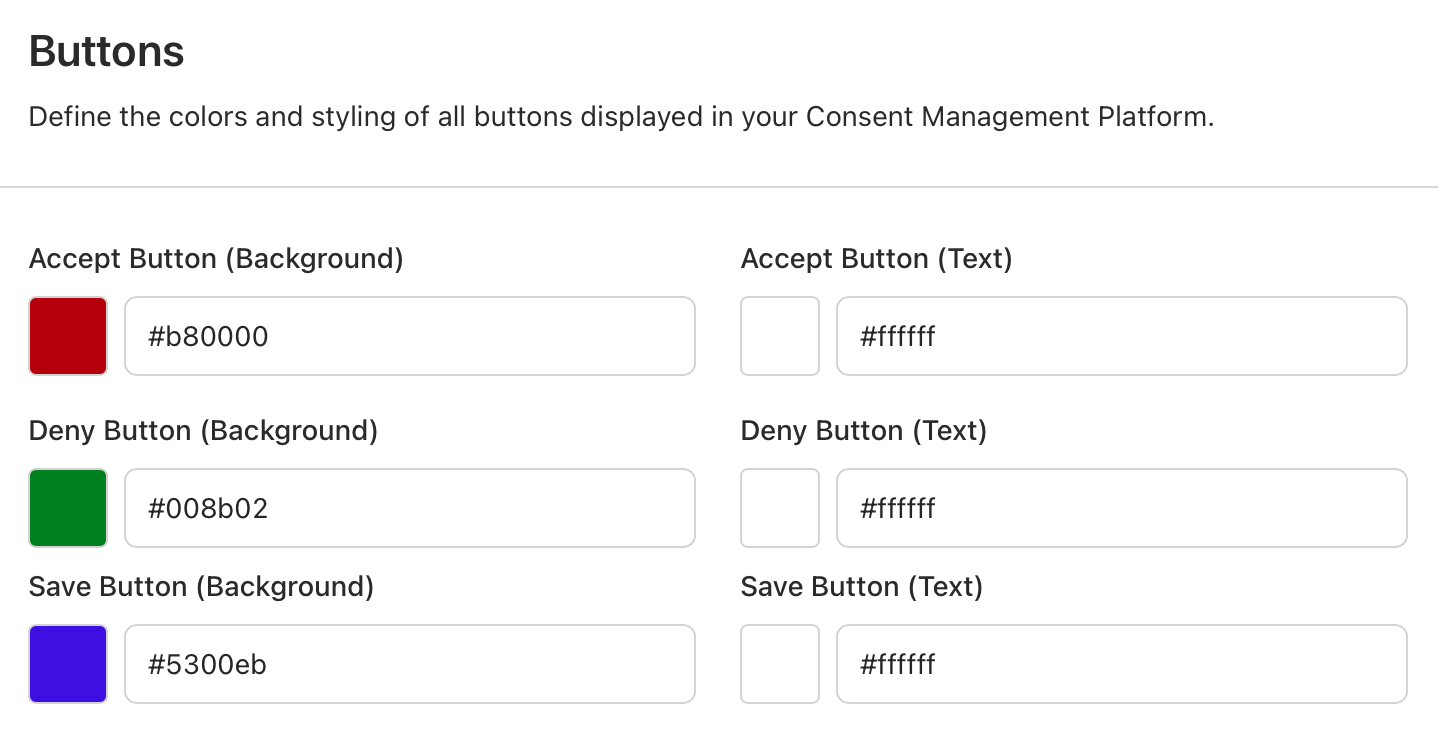 Buttons
Define the colors and styling of all buttons displayed in your Consent Management Platform.
Accept Button (Background)
Accept Button (Text)
#b80000
#ffffff
Deny Button (Background)
Deny Button (Text)
#008b02
#ffffff
Save Button (Background)
Save Button (Text)
#5300eb
#ffffff